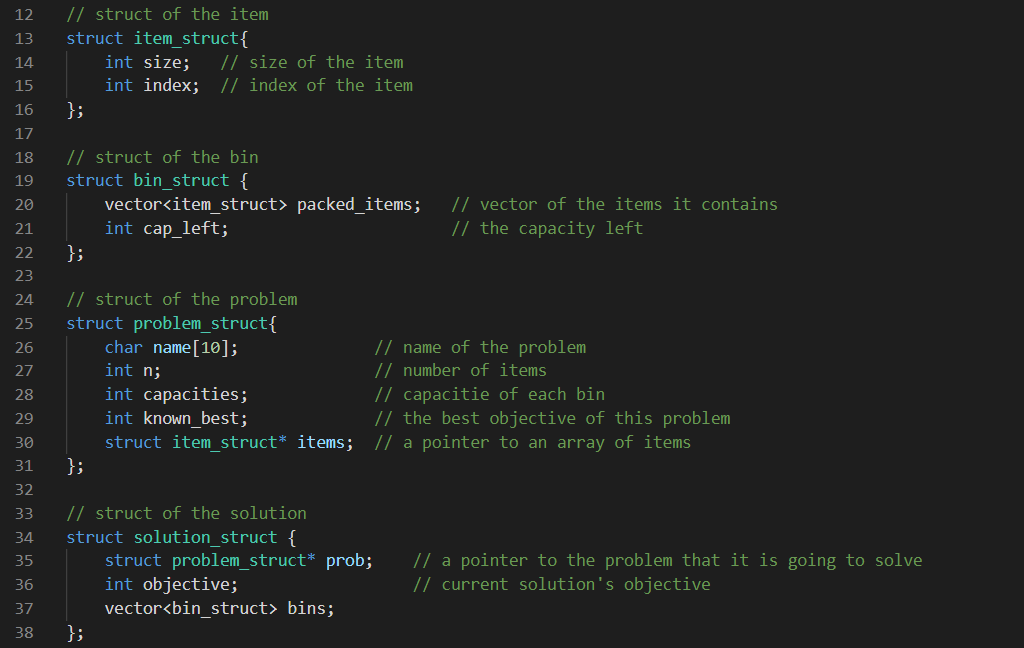 12 // struct of the item
13 struct item_struct{
14     int size;   // size of the item
15     int index;  // index of the item
16 };
17
18 // struct of the bin
19 struct bin_struct {
20     vector<item_struct> packed_items;   // vector of the items it contains
21     int cap_left;                       // the capacity left
22 };
23
24 // struct of the problem
25 struct problem_struct{
26     char name[10];              // name of the problem
27     int n;                      // number of items
28     int capacities;             // capacitie of each bin
29     int known_best;             // the best objective of this problem
30     struct item_struct* items;  // a pointer to an array of items
31 };
32
33 // struct of the solution
34 struct solution_struct {
35     struct problem_struct* prob;    // a pointer to the problem that it is going to solve
36     int objective;                  // current solution's objective
37     vector<bin_struct> bins;
38 };